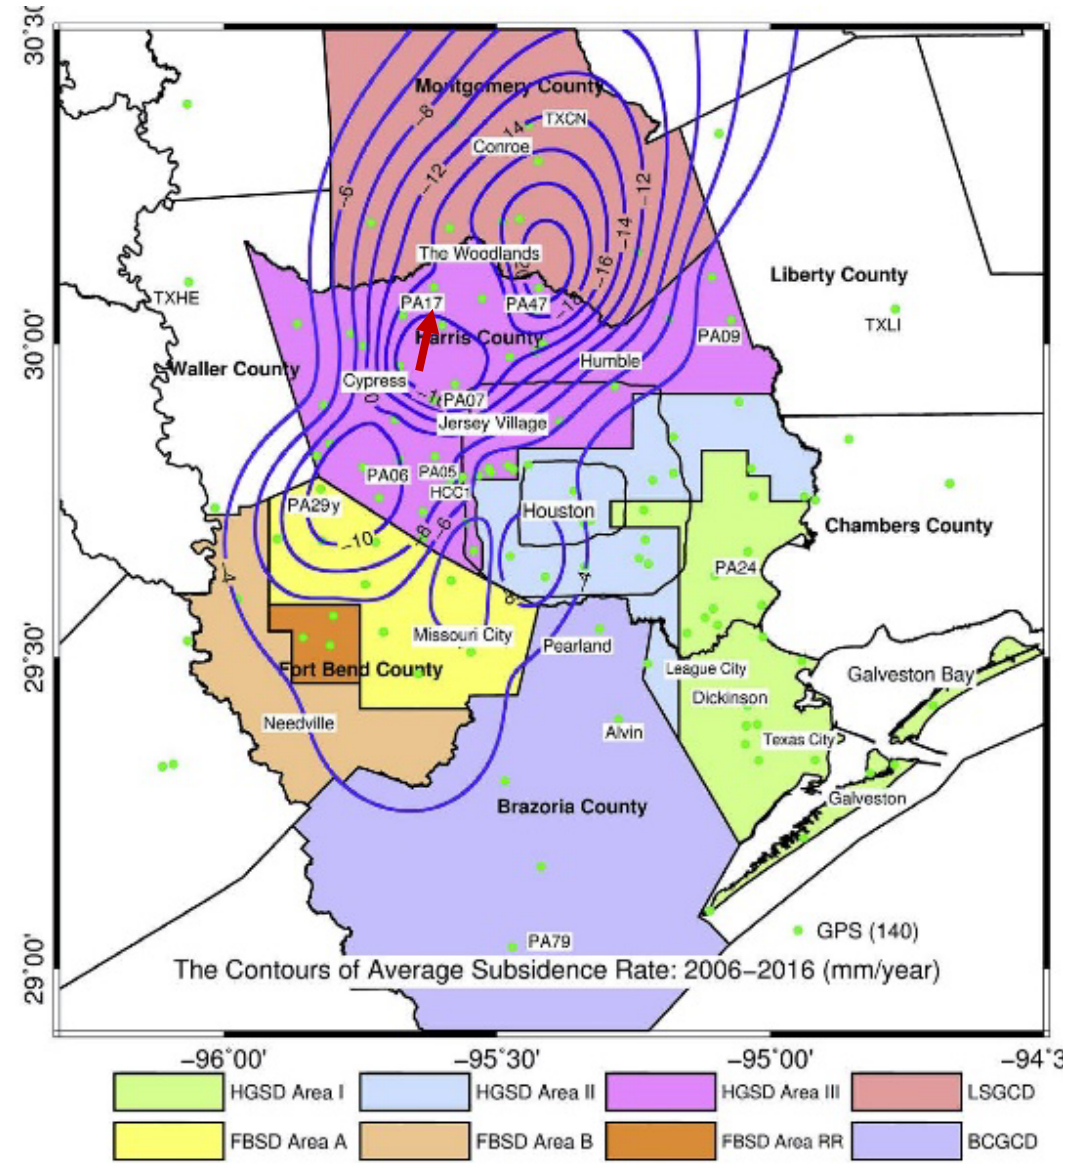 30˚30'
Montgomery County
−8
−14
TXCN
Conroe
−12
−12
−6
−14
The Woodlands
−16
Liberty County
TXHE
PA17
PA47
−18
TXLI
30˚00'
Harris County
PA09
Waller County
Humble
Cypress
PA07
Jersey Village
PA06
PA05
HCC1
PA29y
Houston
Chambers County
−10
−8
−6
−4
−4
PA24
29˚30'
Missouri City
Pearland
Fort Bend County
League City
Galveston Bay
Dickinson
Needville
Alvin
Texas City
Brazoria County
Galveston
GPS (140)
PA79
The Contours of Average Subsidence Rate: 2006−2016 (mm/year)
29˚00'
−96˚00' −95˚30' −95˚00'
HGSD Area I HGSD Area II HGSD Area III LSGCD
FBSD Area A FBSD Area B FBSD Area RR BCGCD